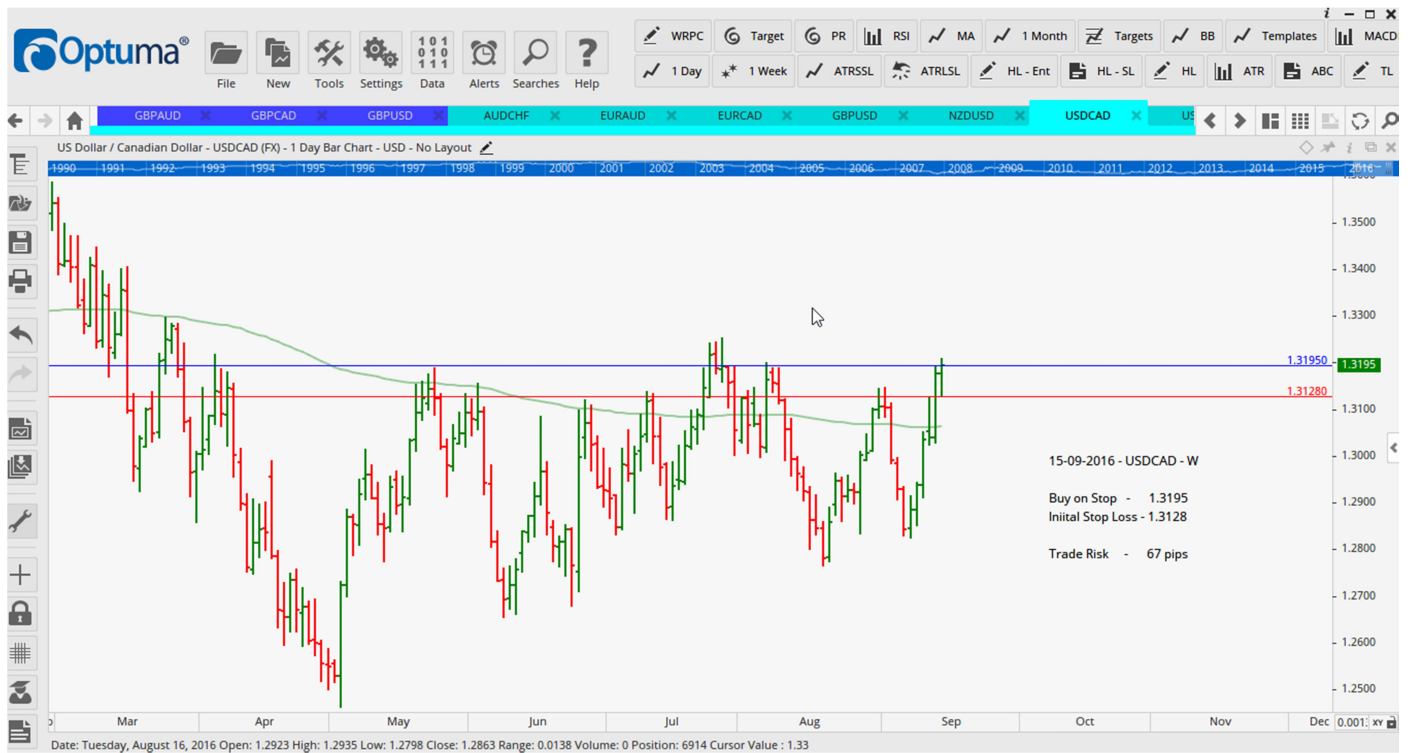 i
Optuma®
File New Tools Settings Data Alerts Searches Help
101
010
111
WRPC Target PR RSI MA 1 Month Targets BB Templates MACD
1 Day 1 Week ATRSSL ATRLSL HL - Ent HL - SL HL ATR ABC TL
GBPAUD GBPCAD GBPUSD AUDCHF EURAUD EURCAD GBPUSD NZDUSD USDCAD US
US Dollar / Canadian Dollar - USDCAD (FX) - 1 Day Bar Chart - USD - No Layout
1990 1991 1992 1993 1994 1995 1996 1997 1998 1999 2000 2001 2002 2003 2004 2005 2006 2007 2008 2009 2010 2011 2012 2013 2014 2015 2016
1.3500
1.3400
1.3300
1.31950 1.3195
1.31280
1.3100
1.3000
1.2900
1.2800
1.2700
1.2600
1.2500
15-09-2016 - USDCAD - W
Buy on Stop - 1.3195
Iniital Stop Loss - 1.3128
Trade Risk - 67 pips
Mar Apr May Jun Jul Aug Sep Oct Nov Dec XY
Date: Tuesday, August 16, 2016 Open: 1.2923 High: 1.2935 Low: 1.2798 Close: 1.2863 Range: 0.0138 Volume: 0 Position: 6914 Cursor Value : 1.33